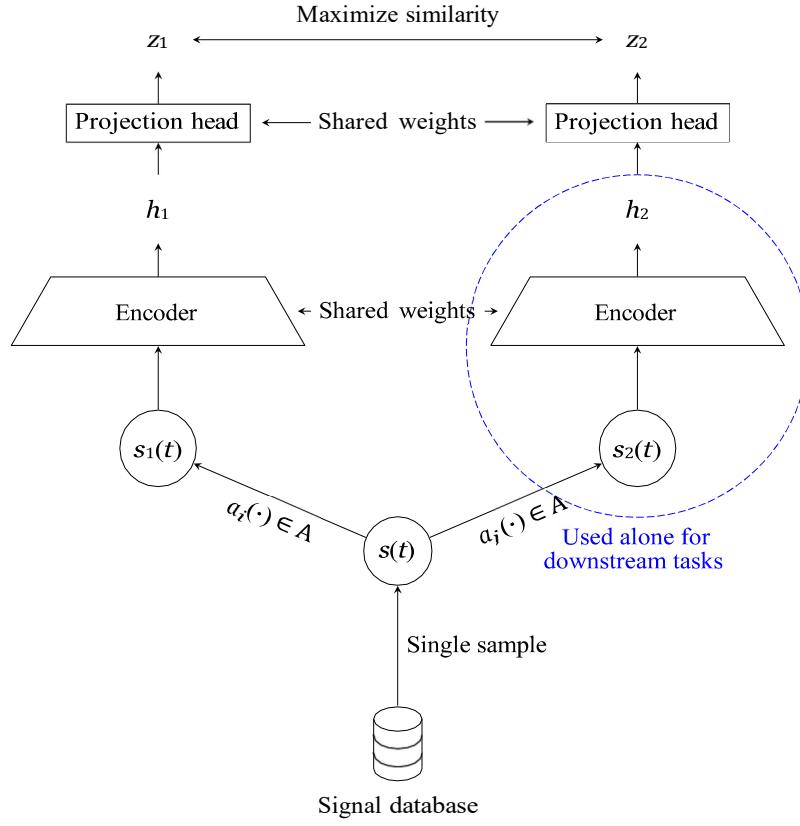 Maximize similarity
z₁
z₂
Projection head
Shared weights
Projection head
h₁
h₂
Encoder
Shared weights
Encoder
s₁(t)
s₂(t)
aᵢ(·) ∈ A
aⱼ(·) ∈ A
s(t)
Used alone for
downstream tasks
Single sample
Signal database